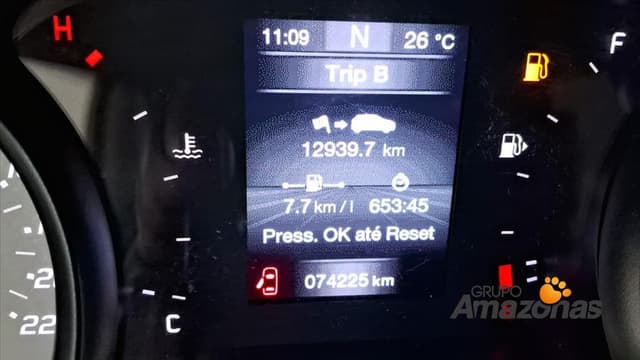 H
11:09 N 26 °C
F
Trip B
12939.7 km
7.7 km/l 653:45
Press. OK até Reset
074225 km
C
22
GRUPO
Amazonas